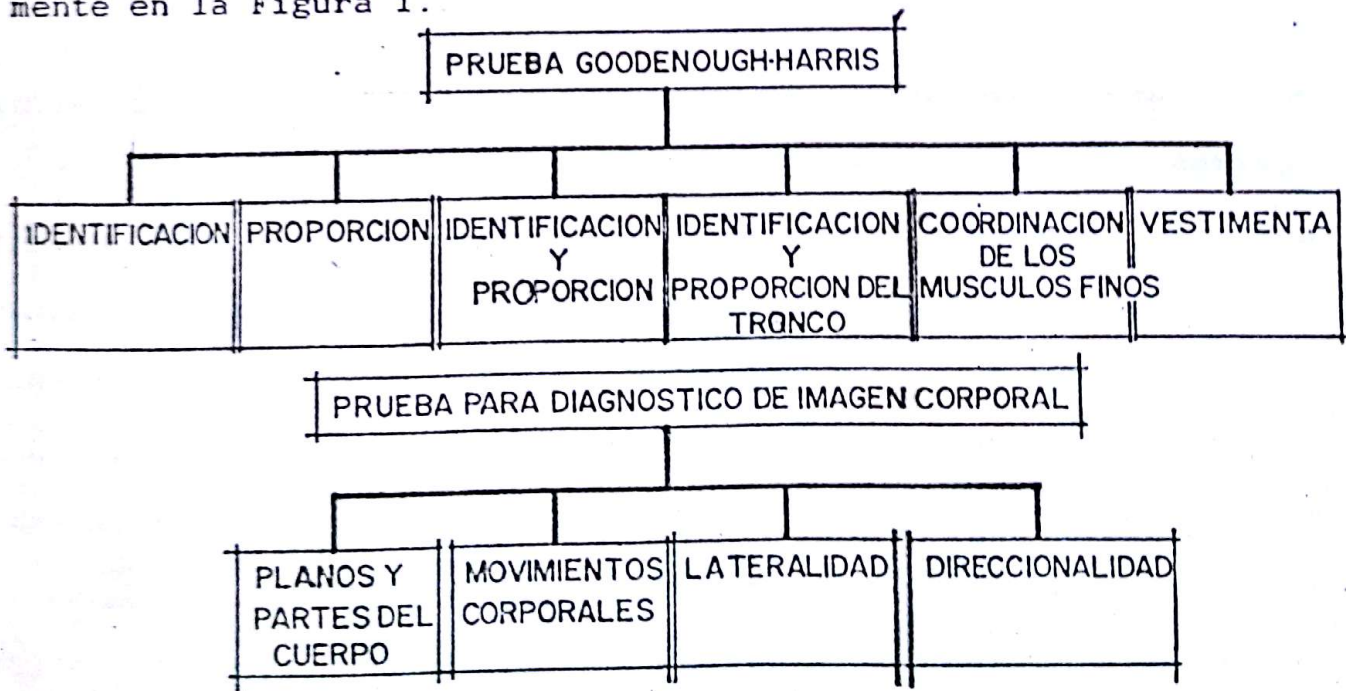 mente en la Figura 1.
PRUEBA GOODENOUGH-HARRIS
IDENTIFICACION
PROPORCION
IDENTIFICACION
Y
PROPORCION
IDENTIFICACION
Y
PROPORCION DEL
TRONCO
COORDINACION
DE LOS
MUSCULOS FINOS
VESTIMENTA
PRUEBA PARA DIAGNOSTICO DE IMAGEN CORPORAL
PLANOS Y
PARTES DEL
CUERPO
MOVIMIENTOS
CORPORALES
LATERALIDAD
DIRECCIONALIDAD